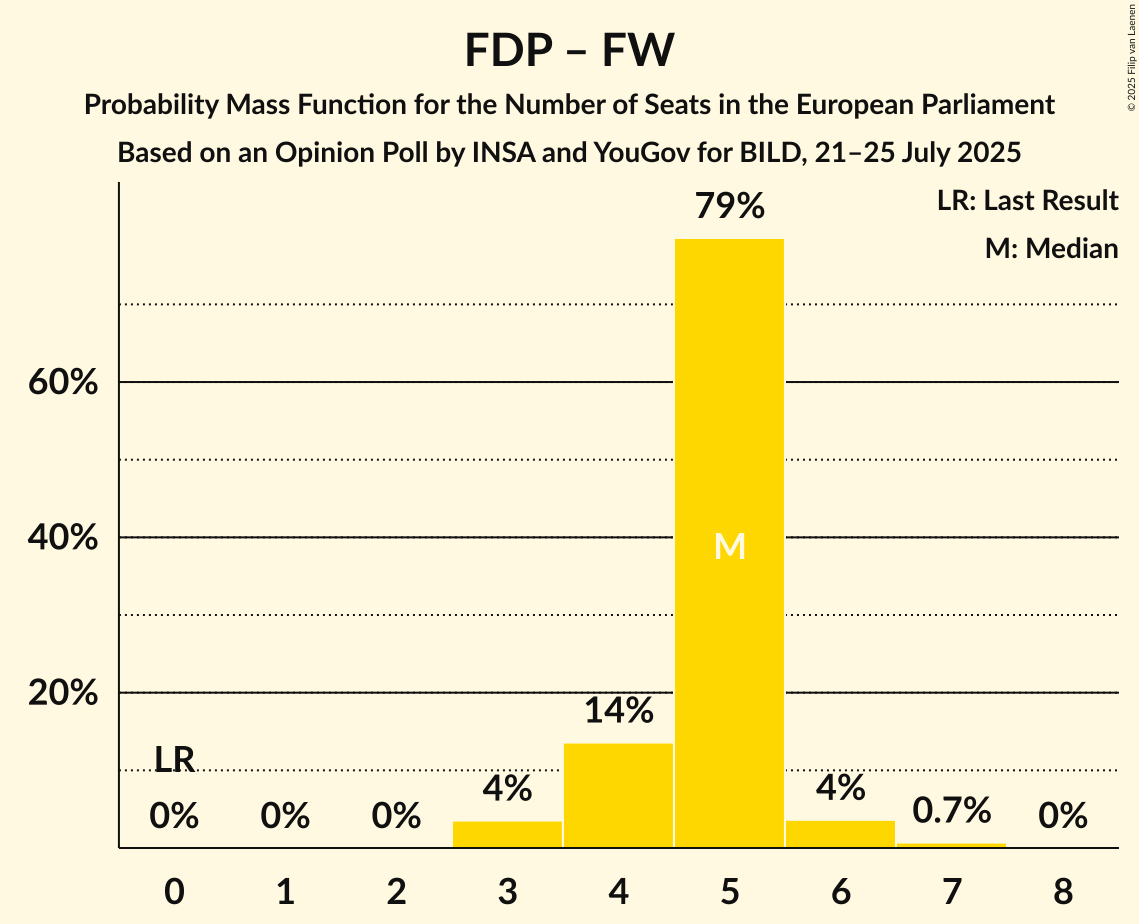 FDP – FW
Probability Mass Function for the Number of Seats in the European Parliament
Based on an Opinion Poll by INSA and YouGov for BILD, 21–25 July 2025
© 2025 Filip van Laenen
LR: Last Result
M: Median
79%
60%
40%
M
20%
14%
LR
4%
4%
0.7%
0%
0%
0%
0%
0 1 2 3 4 5 6 7 8